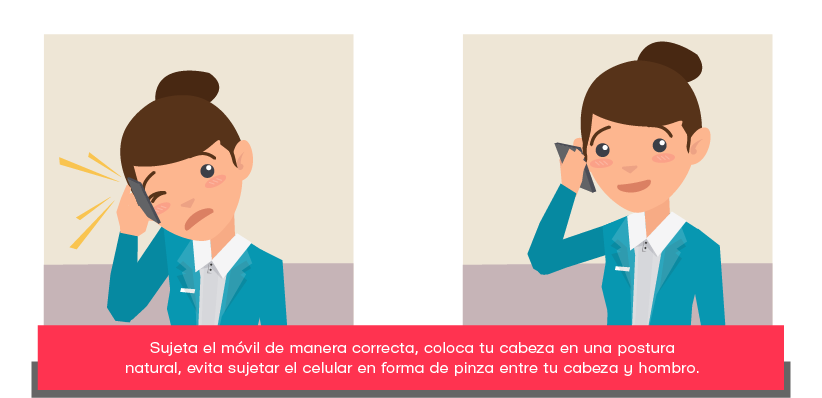 Sujeta el móvil de manera correcta, coloca tu cabeza en una postura
natural, evita sujetar el celular en forma de pinza entre tu cabeza y hombro.